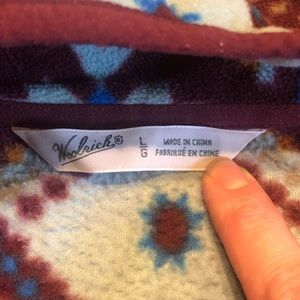 Woolrich®
L
G
MADE IN CHINA
FABRIQUÉ EN CHINE